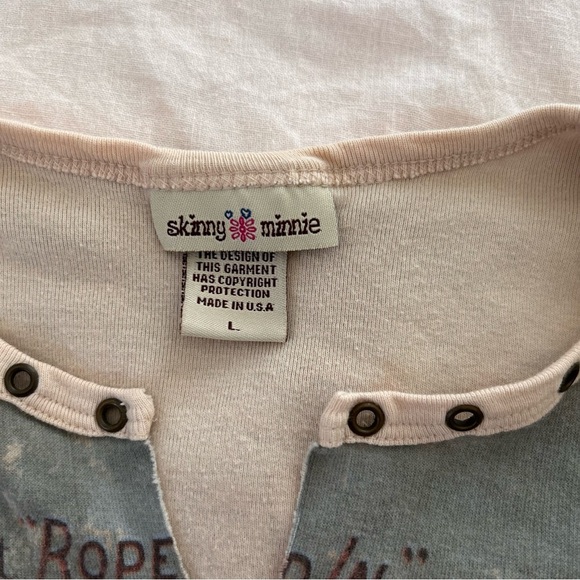 skinny minnie
THE DESIGN OF
THIS GARMENT
HAS COPYRIGHT
PROTECTION
MADE IN U.S.A
L.
"ROPE